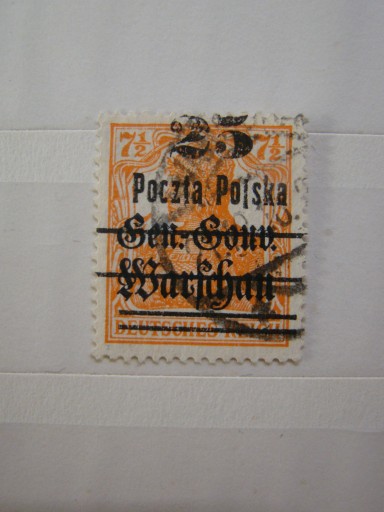 25
7½ 7½
Poczta Polska
Gen.-Gouv.
Warschau
DEUTSCHES REICH